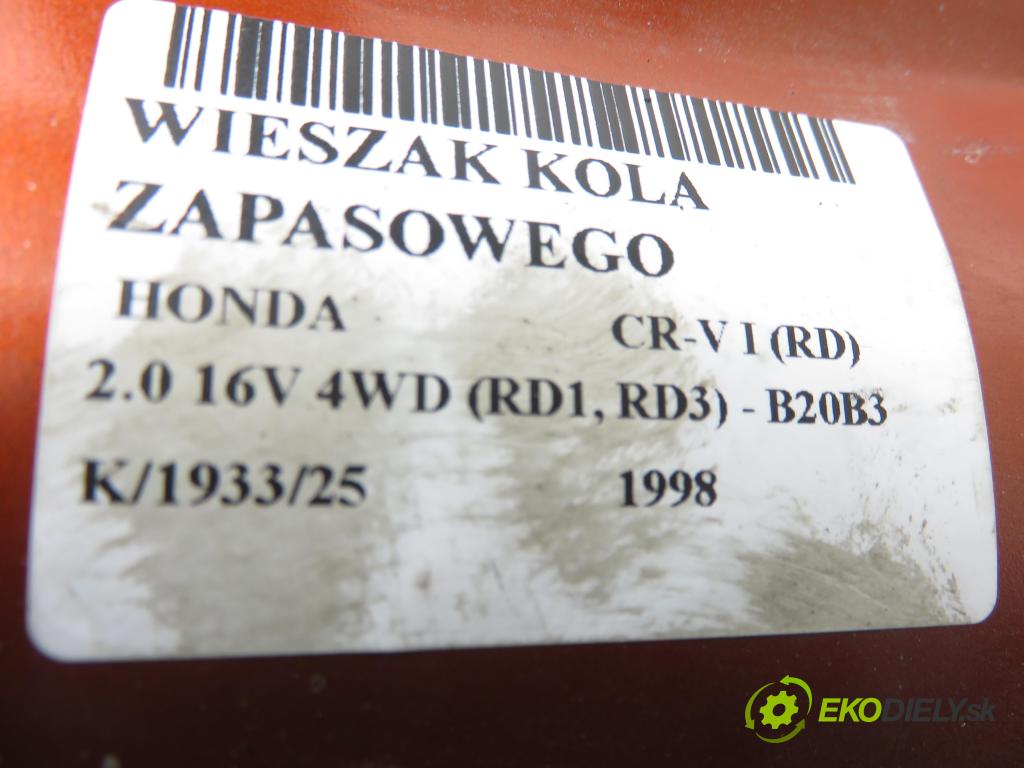 WIESZAK KOLA
ZAPASOWEGO
HONDA CR-V I (RD)
2.0 16V 4WD (RD1, RD3) - B20B3
K/1933/25 1998
EKODIELY.sk